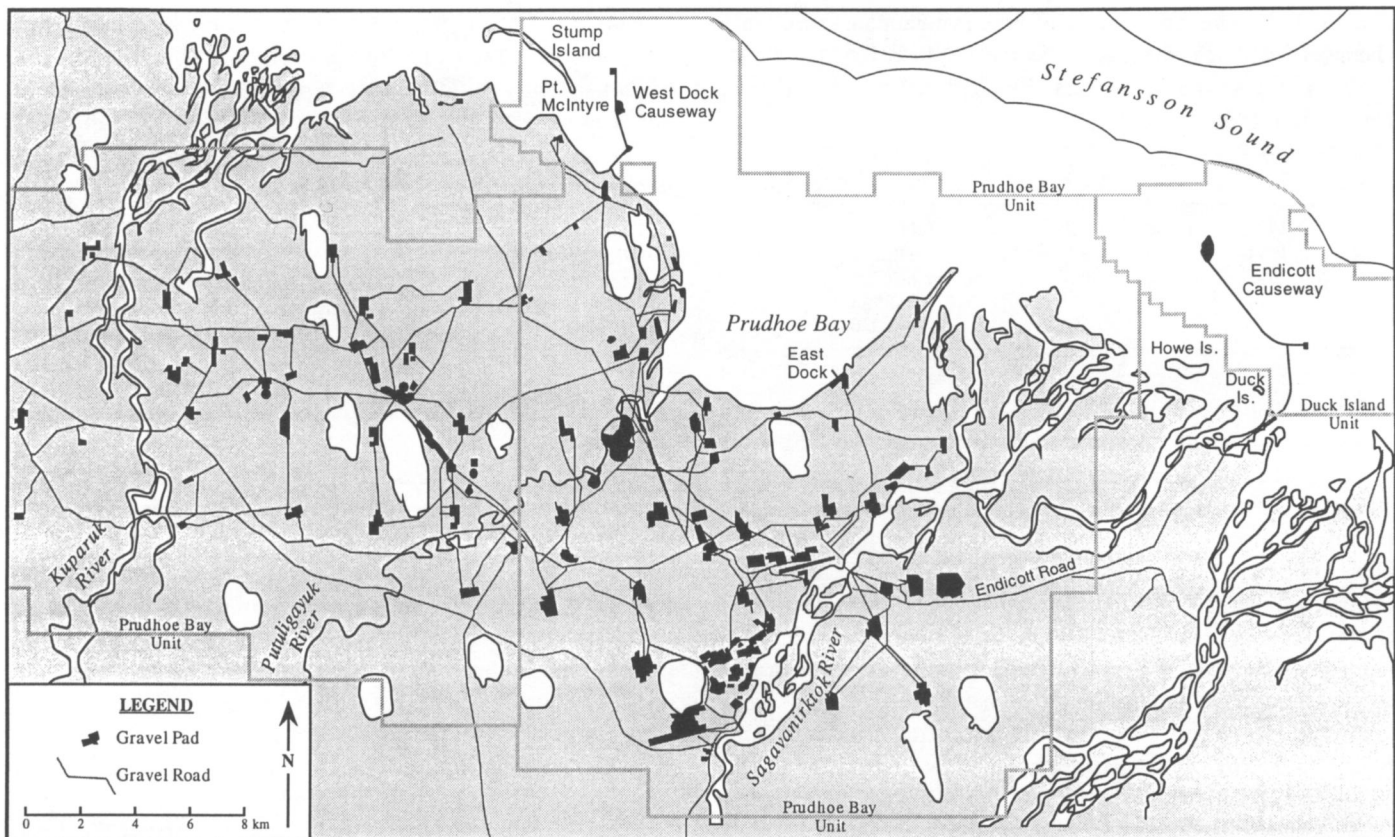 Stump
Island
Pt.
McIntyre
West Dock
Causeway
Stefansson Sound
Prudhoe Bay
Unit
Endicott
Causeway
Prudhoe Bay
East
Dock
Howe Is.
Duck
Is.
Duck Island
Unit
Kuparuk
River
Putuligayuk
River
Prudhoe Bay
Unit
Endicott Road
Sagavanirktok River
Prudhoe Bay
Unit
LEGEND
Gravel Pad
Gravel Road
N
0 2 4 6 8 km